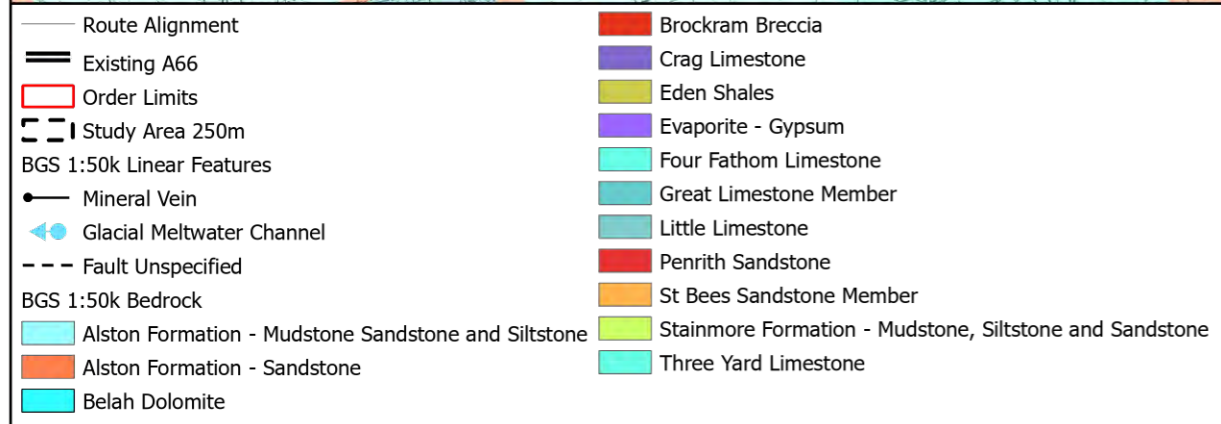 Route Alignment
Existing A66
Order Limits
Study Area 250m
BGS 1:50k Linear Features
Mineral Vein
Glacial Meltwater Channel
Fault Unspecified
BGS 1:50k Bedrock
Alston Formation - Mudstone Sandstone and Siltstone
Alston Formation - Sandstone
Belah Dolomite
Brockram Breccia
Crag Limestone
Eden Shales
Evaporite - Gypsum
Four Fathom Limestone
Great Limestone Member
Little Limestone
Penrith Sandstone
St Bees Sandstone Member
Stainmore Formation - Mudstone, Siltstone and Sandstone
Three Yard Limestone